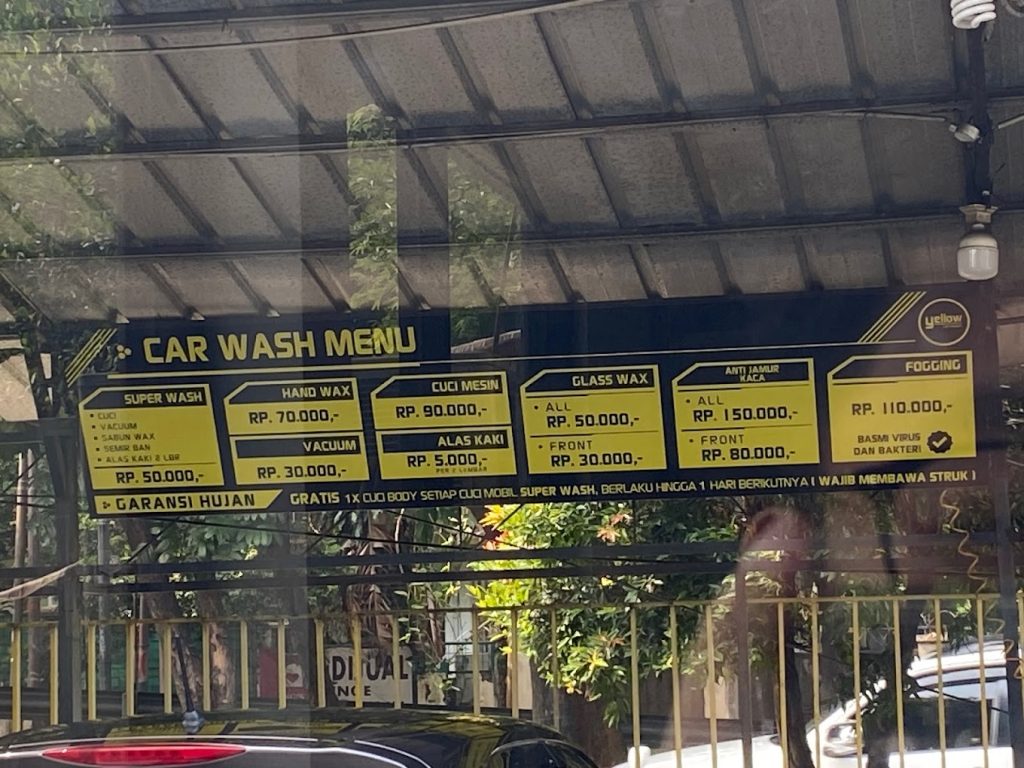 CAR WASH MENU
yellow
SUPER WASH
• CUCI
• VACUUM
• SABUN WAX
• SEMIR BAN
• ALAS KAKI 2 LBR
RP. 50.000,-
HAND WAX
RP. 70.000,-
VACUUM
RP. 30.000,-
CUCI MESIN
RP. 90.000,-
ALAS KAKI
RP. 5.000,-
PER 2 LEMBAR
GLASS WAX
• ALL
RP. 50.000,-
• FRONT
RP. 30.000,-
ANTI JAMUR
KACA
• ALL
RP. 150.000,-
• FRONT
RP. 80.000,-
FOGGING
RP. 110.000,-
BASMI VIRUS
DAN BAKTERI
GARANSI HUJAN
GRATIS 1X CUCI BODY SETIAP CUCI MOBIL SUPER WASH, BERLAKU HINGGA 1 HARI BERIKUTNYA ( WAJIB MEMBAWA STRUK )
DIJUAL
NCE